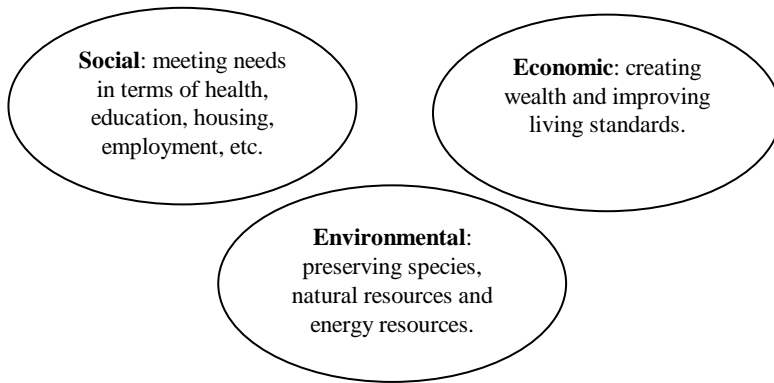 Social: meeting needs
in terms of health,
education, housing,
employment, etc.
Economic: creating
wealth and improving
living standards.
Environmental:
preserving species,
natural resources and
energy resources.